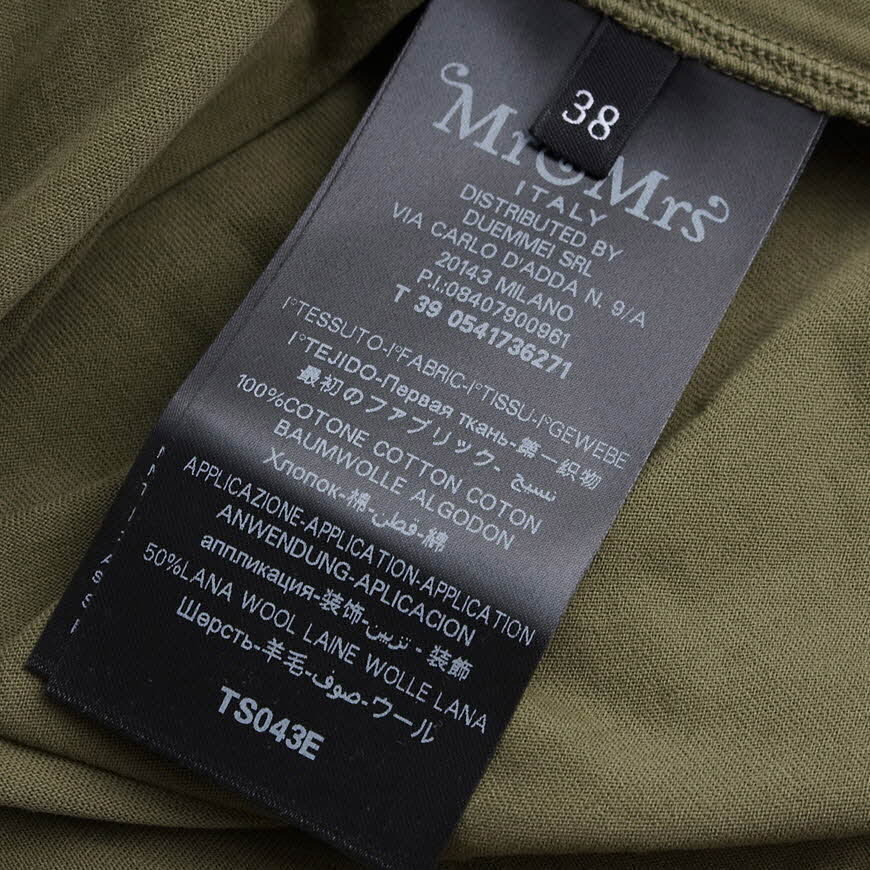 38
Mr&Mrs
ITALY
DISTRIBUTED BY
DUEMMEI SRL
VIA CARLO D'ADDA N. 9/A
20143 MILANO
P.I.:08407900961
T 39 0541736271
I°TESSUTO-I°FABRIC-I°TISSU-I°GEWEBE
I°TEJIDO-Первая ткань-第一织物
最初のファブリック- نسيج
100%COTONE COTTON COTON
BAUMWOLLE ALGODON
Хлопок-棉-قطن-綿
APPLICAZIONE-APPLICATION-APPLICATION
ANWENDUNG-APLICACION
аппликация-装饰-تزيين-装飾
50%LANA WOOL LAINE WOLLE LANA
Шерсть-羊毛-صوف-ウール
TS043E